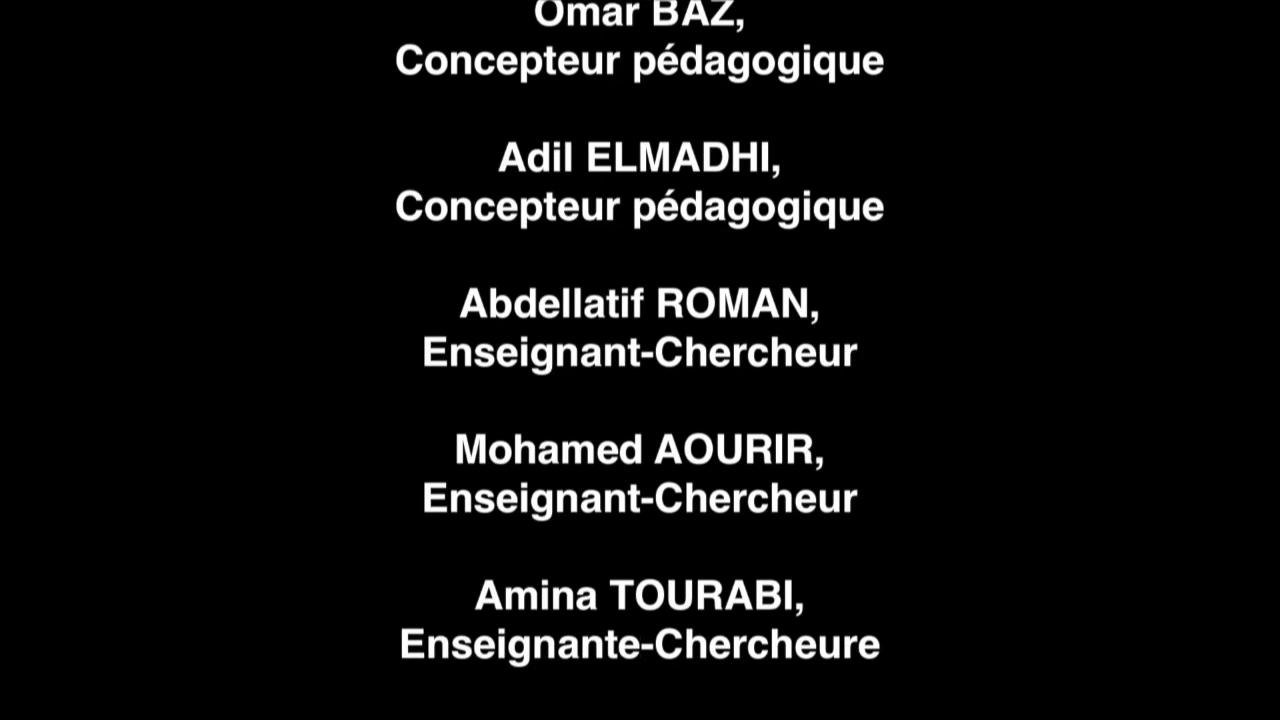 Omar BAZ,
Concepteur pédagogique
Adil ELMADHI,
Concepteur pédagogique
Abdellatif ROMAN,
Enseignant-Chercheur
Mohamed AOURIR,
Enseignant-Chercheur
Amina TOURABI,
Enseignante-Chercheure